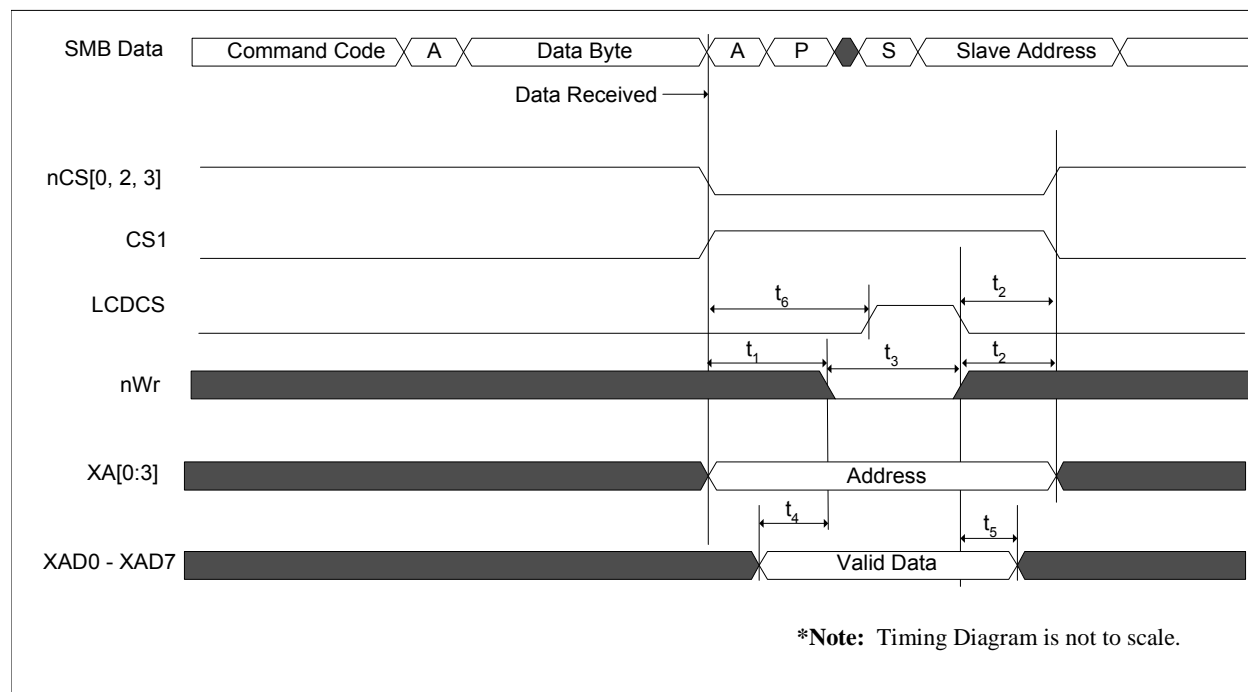 SMB Data Command Code A Data Byte A P S Slave Address
Data Received
nCS[0, 2, 3]
CS1
LCDCS t6 t2
nWr t1 t3 t2
XA[0:3] Address
t4 t5
XAD0 - XAD7 Valid Data
*Note: Timing Diagram is not to scale.